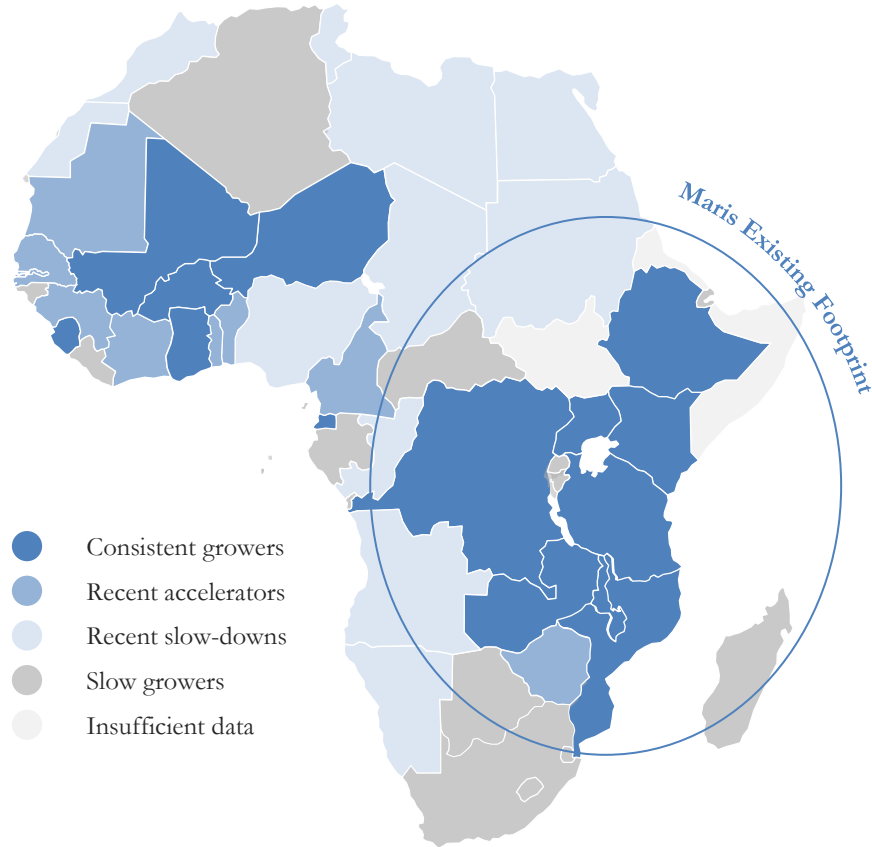 Maris Existing Footprint
Consistent growers
Recent accelerators
Recent slow-downs
Slow growers
Insufficient data